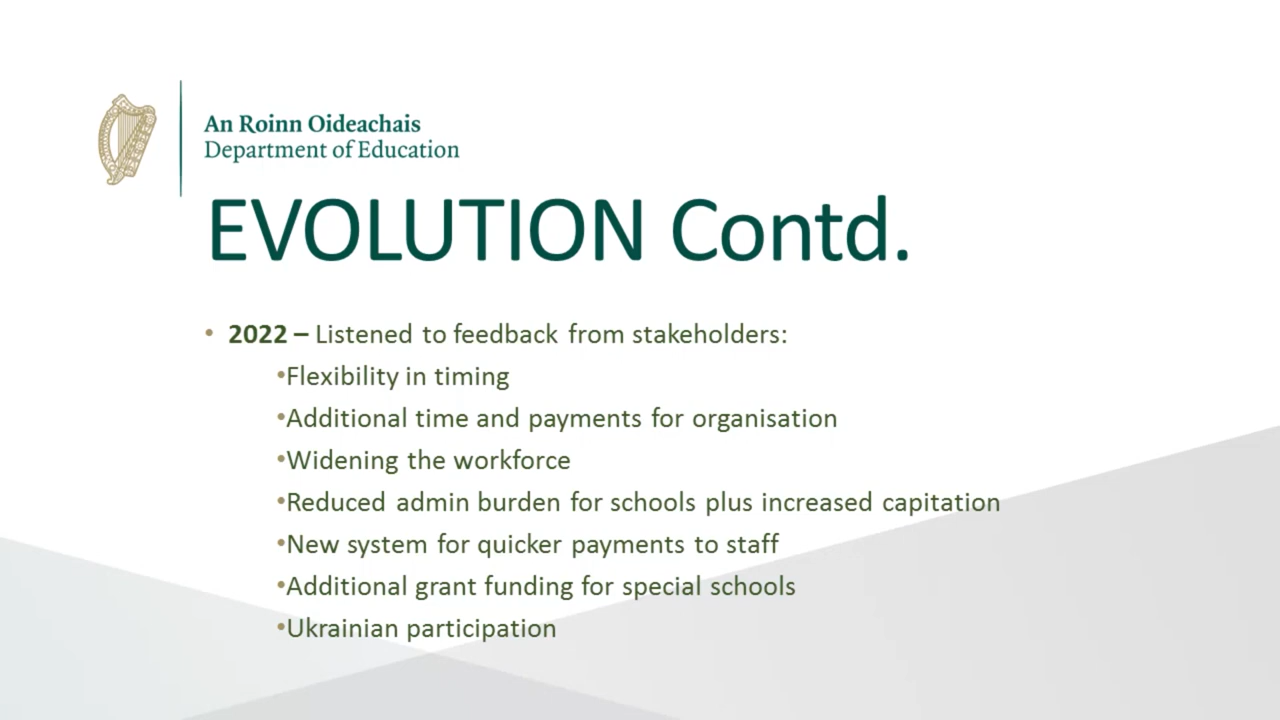 An Roinn Oideachais
Department of Education
EVOLUTION Contd.
• 2022 – Listened to feedback from stakeholders:
•Flexibility in timing
•Additional time and payments for organisation
•Widening the workforce
•Reduced admin burden for schools plus increased capitation
•New system for quicker payments to staff
•Additional grant funding for special schools
•Ukrainian participation